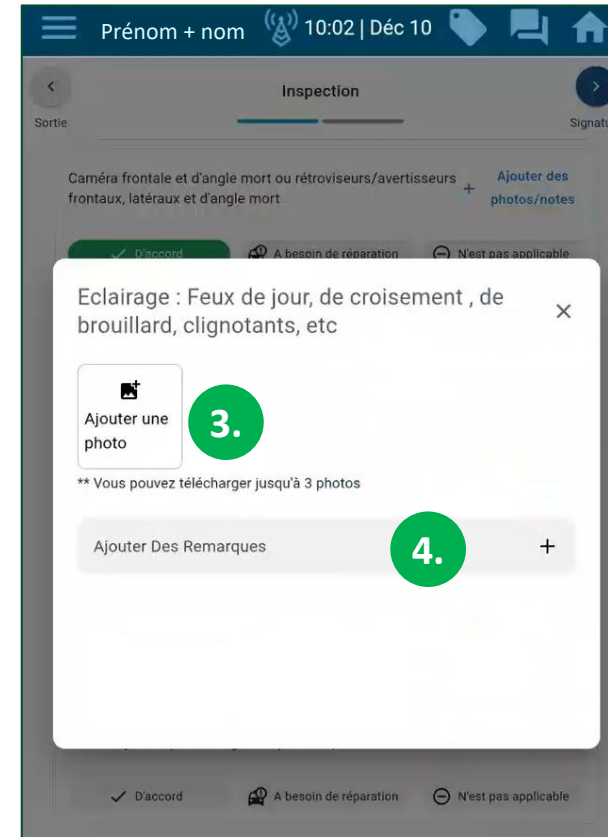 Prénom + nom 10:02 | Déc 10
Inspection
Sortie
Signatu
Caméra frontale et d'angle mort ou rétroviseurs/avertisseurs
frontaux, latéraux et d'angle mort
+ Ajouter des
photos/notes
D'accord A besoin de réparation N'est pas applicable
Eclairage : Feux de jour, de croisement , de
brouillard, clignotants, etc
Ajouter une
photo
3.
** Vous pouvez télécharger jusqu'à 3 photos
Ajouter Des Remarques 4. +
D'accord A besoin de réparation N'est pas applicable